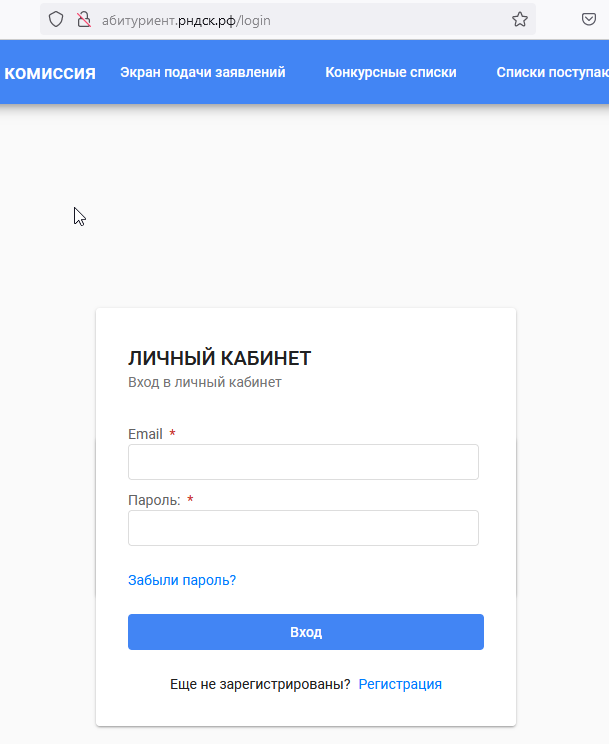 абитуриент.рндск.рф/login
комиссия Экран подачи заявлений Конкурсные списки Списки
ЛИЧНЫЙ КАБИНЕТ
Вход в личный кабинет
Email *
Пароль: *
Забыли пароль?
Вход
Еще не зарегистрированы? Регистрация